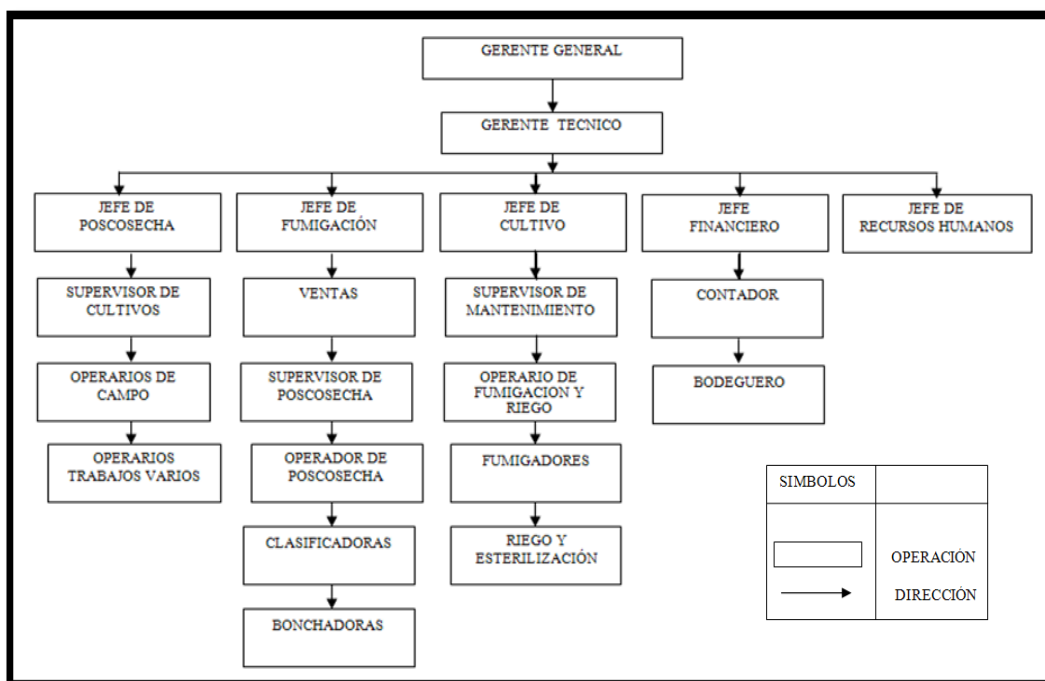 GERENTE GENERAL
GERENTE TECNICO
JEFE DE
POSCOSECHA
JEFE DE
FUMIGACIÓN
JEFE DE
CULTIVO
JEFE
FINANCIERO
JEFE DE
RECURSOS HUMANOS
SUPERVISOR DE
CULTIVOS
VENTAS
SUPERVISOR DE
MANTENIMIENTO
CONTADOR
OPERARIOS DE
CAMPO
SUPERVISOR DE
POSCOSECHA
OPERARIO DE
FUMIGACION Y
RIEGO
BODEGUERO
OPERARIOS
TRABAJOS VARIOS
OPERADOR DE
POSCOSECHA
FUMIGADORES
CLASIFICADORAS
RIEGO Y
ESTERILIZACIÓN
BONCHADORAS
SIMBOLOS
OPERACIÓN
DIRECCIÓN